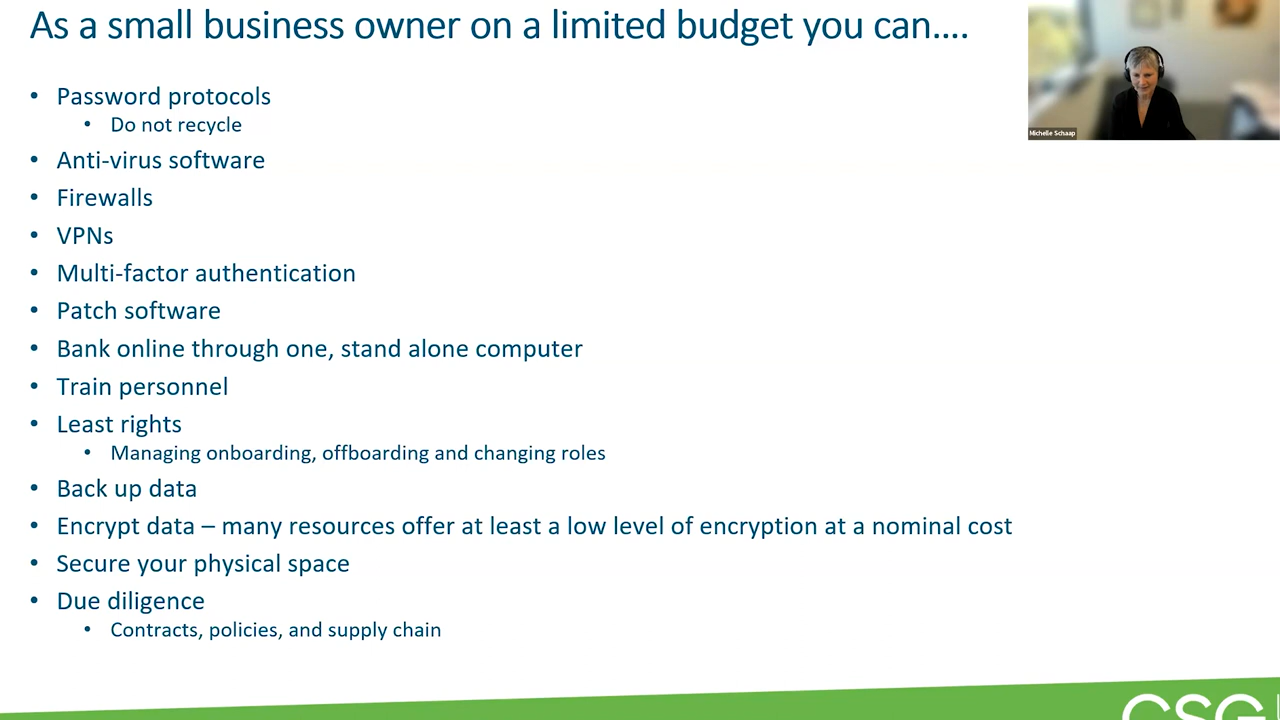 As a small business owner on a limited budget you can....
Michelle Schaap
• Password protocols
• Do not recycle
• Anti-virus software
• Firewalls
• VPNs
• Multi-factor authentication
• Patch software
• Bank online through one, stand alone computer
• Train personnel
• Least rights
• Managing onboarding, offboarding and changing roles
• Back up data
• Encrypt data – many resources offer at least a low level of encryption at a nominal cost
• Secure your physical space
• Due diligence
• Contracts, policies, and supply chain
CSG